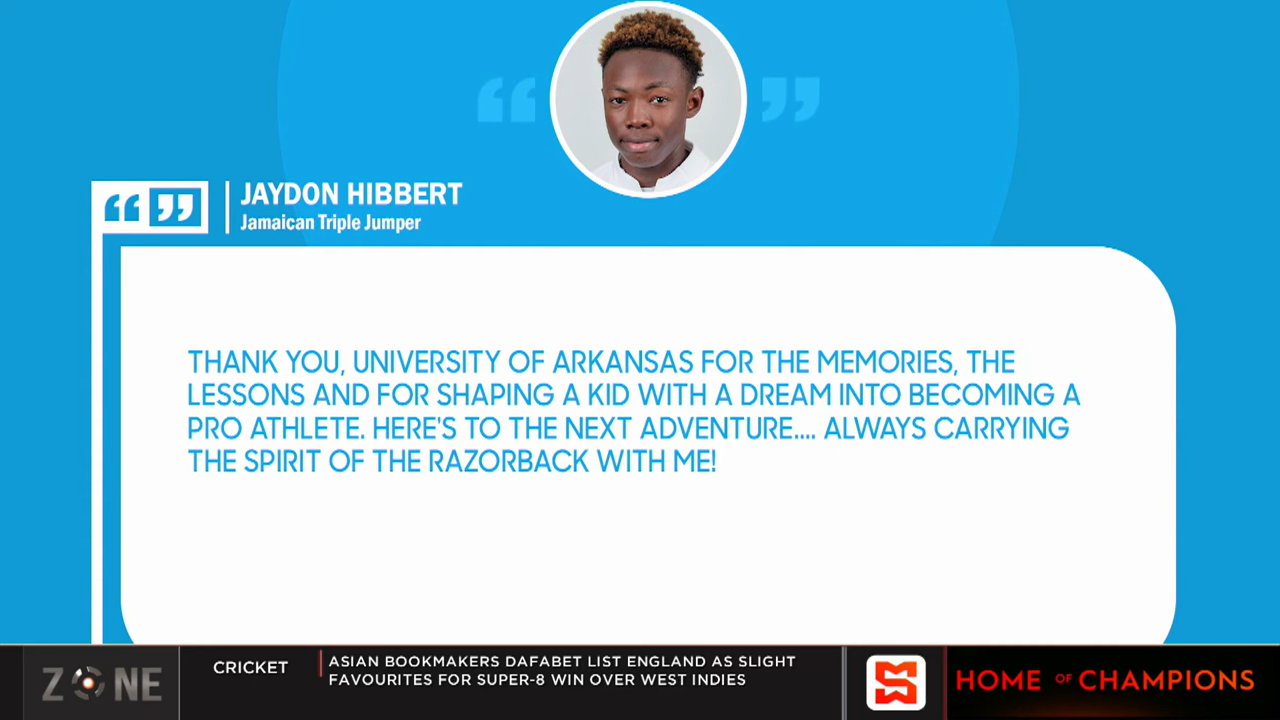 JAYDON HIBBERT
Jamaican Triple Jumper
THANK YOU, UNIVERSITY OF ARKANSAS FOR THE MEMORIES, THE
LESSONS AND FOR SHAPING A KID WITH A DREAM INTO BECOMING A
PRO ATHLETE. HERE'S TO THE NEXT ADVENTURE.... ALWAYS CARRYING
THE SPIRIT OF THE RAZORBACK WITH ME!
ZONE
CRICKET
ASIAN BOOKMAKERS DAFABET LIST ENGLAND AS SLIGHT
FAVOURITES FOR SUPER-8 WIN OVER WEST INDIES
HOME OF CHAMPIONS